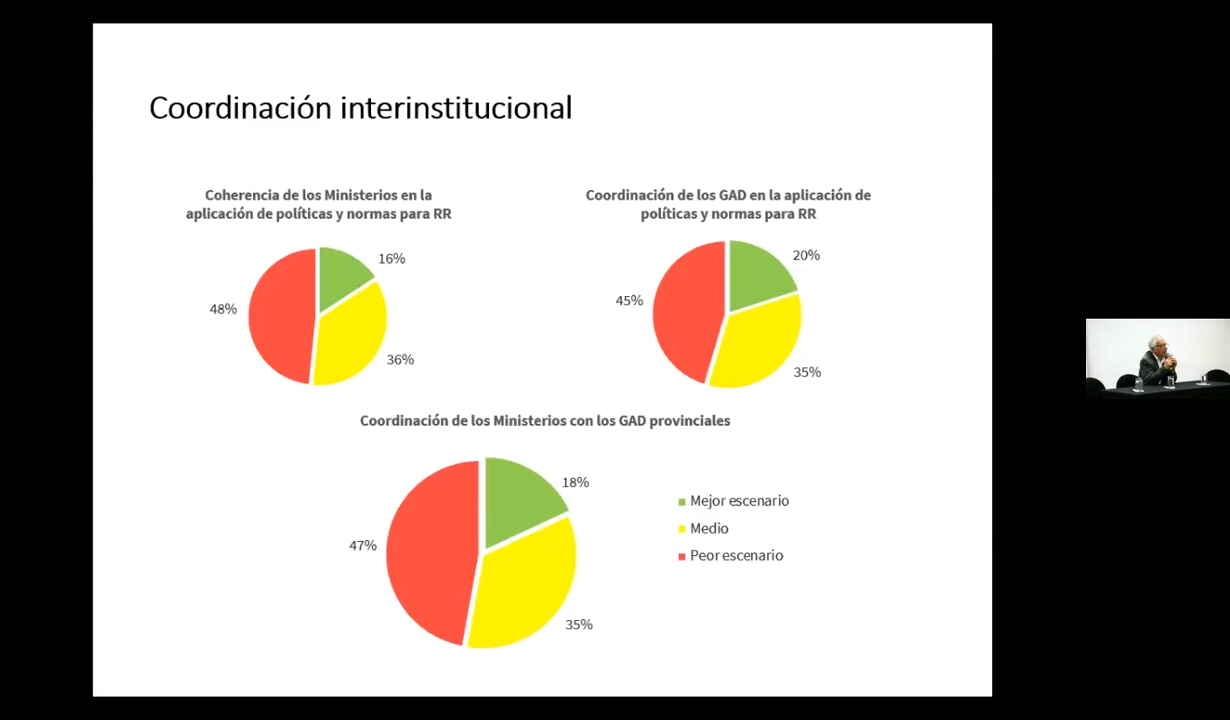 Coordinación interinstitucional
Coherencia de los Ministerios en la
aplicación de políticas y normas para RR
16%
48%
36%
Coordinación de los GAD en la aplicación de
políticas y normas para RR
20%
45%
35%
Coordinación de los Ministerios con los GAD provinciales
18%
47%
35%
Mejor escenario
Medio
Peor escenario